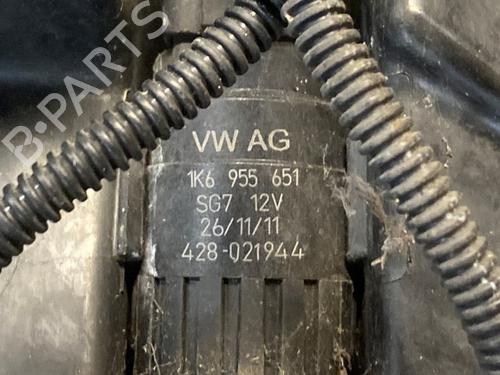 B-PARTS
VW AG
1K6 955 651
SG7 12V
26/11/11
428-021944